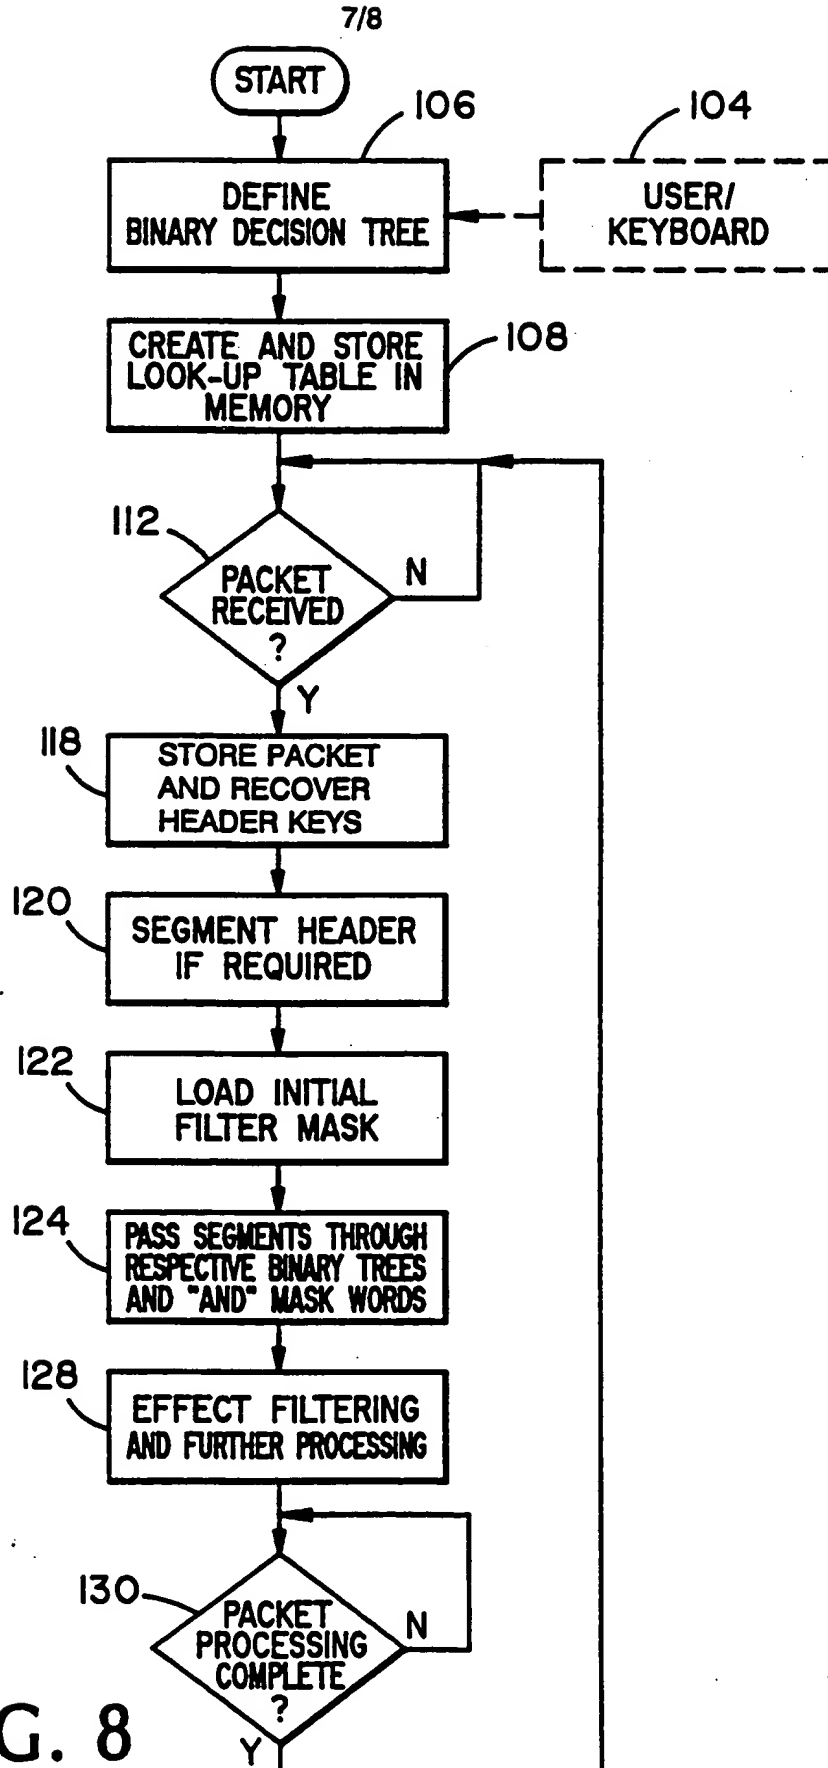 7/8
START
106
104
DEFINE
BINARY DECISION TREE
USER/
KEYBOARD
CREATE AND STORE
LOOK-UP TABLE IN
MEMORY
108
112
PACKET
RECEIVED
?
N
Y
118
STORE PACKET
AND RECOVER
HEADER KEYS
120
SEGMENT HEADER
IF REQUIRED
122
LOAD INITIAL
FILTER MASK
124
PASS SEGMENTS THROUGH
RESPECTIVE BINARY TREES
AND "AND" MASK WORDS
128
EFFECT FILTERING
AND FURTHER PROCESSING
130
PACKET
PROCESSING
COMPLETE
?
N
Y
G. 8